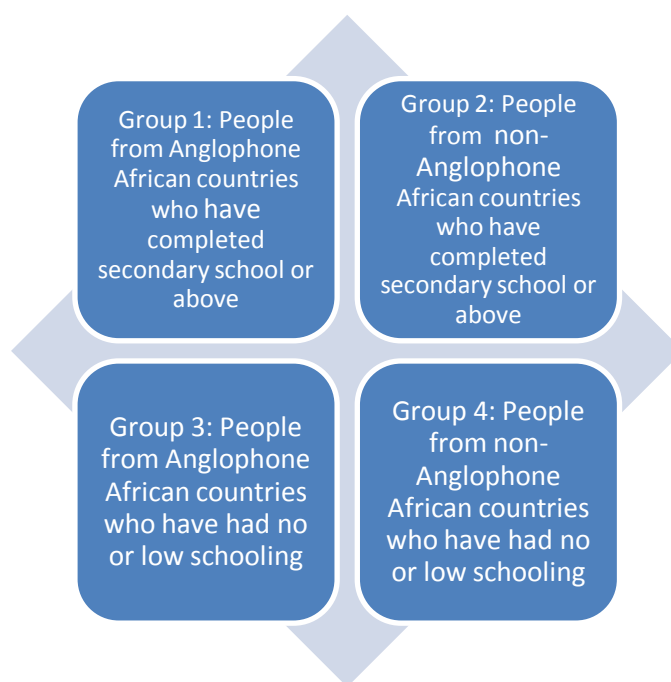 Group 1: People
from Anglophone
African countries
who have
completed
secondary school or
above
Group 2: People
from non-
Anglophone
African countries
who have
completed
secondary school or
above
Group 3: People
from Anglophone
African countries
who have had no
or low schooling
Group 4: People
from non-
Anglophone
African countries
who have had no
or low schooling